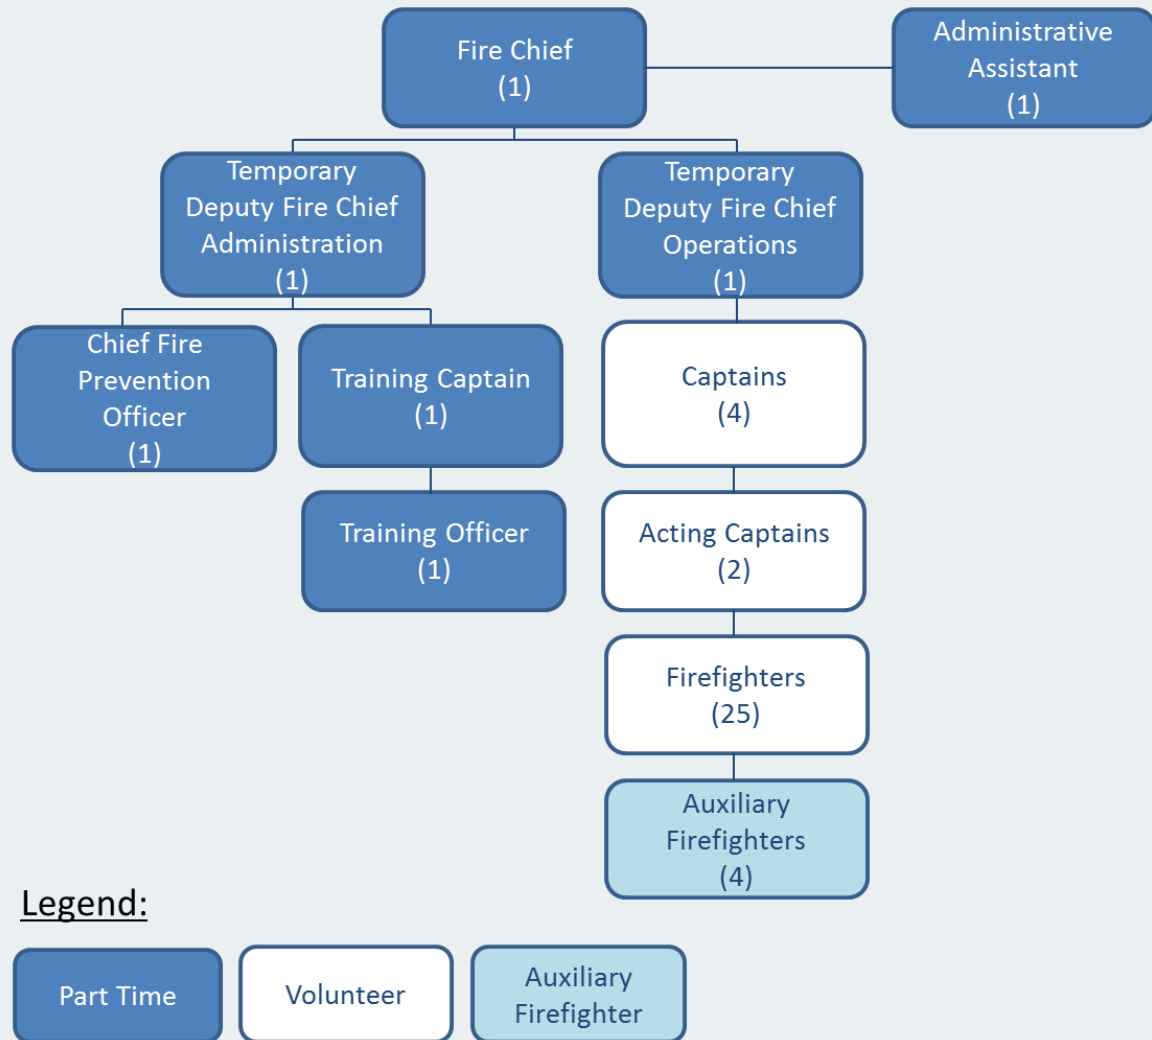 Fire Chief
(1)
Administrative
Assistant
(1)
Temporary
Deputy Fire Chief
Administration
(1)
Temporary
Deputy Fire Chief
Operations
(1)
Chief Fire
Prevention
Officer
(1)
Training Captain
(1)
Captains
(4)
Training Officer
(1)
Acting Captains
(2)
Firefighters
(25)
Auxiliary
Firefighters
(4)
Legend:
Part Time
Volunteer
Auxiliary
Firefighter